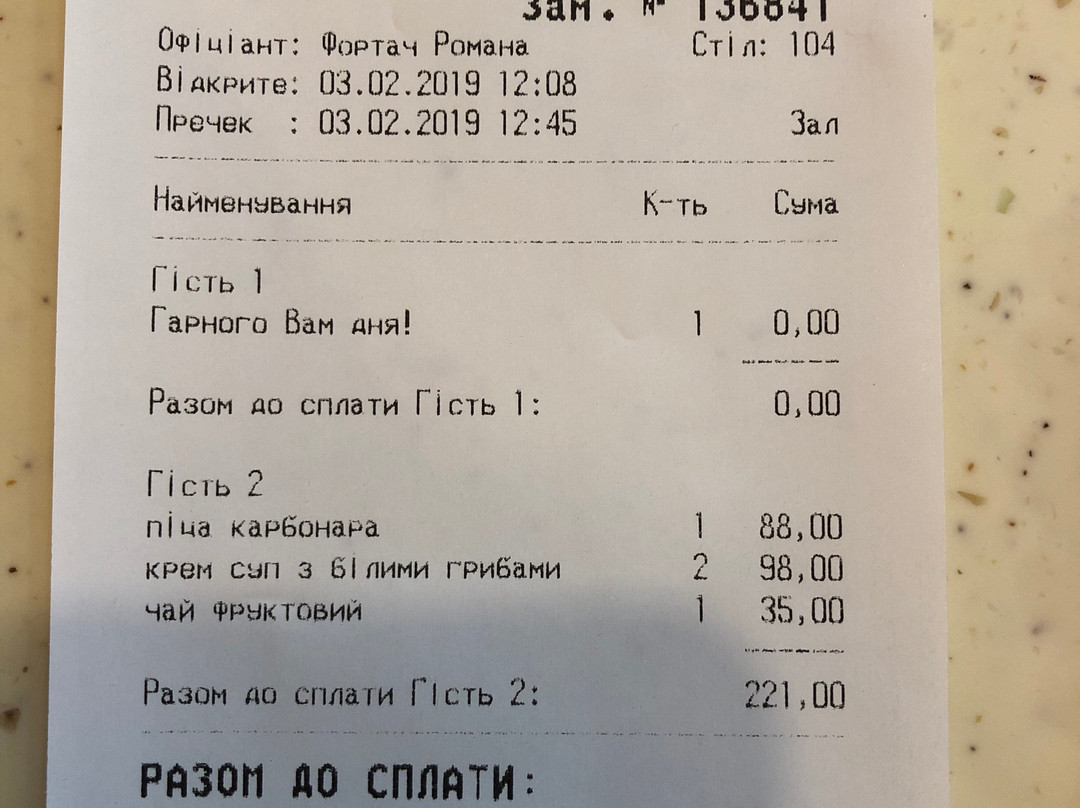 Зам. № 136841
Офіціант: Фортач Романа Стіл: 104
Відкрите: 03.02.2019 12:08
Пречек : 03.02.2019 12:45 Зал
Найменування К-ть Сума
Гість 1
Гарного Вам дня! 1 0,00
Разом до сплати Гість 1: 0,00
Гість 2
піца карбонара 1 88,00
крем суп з білими грибами 2 98,00
чай фруктовий 1 35,00
Разом до сплати Гість 2: 221,00
РАЗОМ ДО СПЛАТИ: